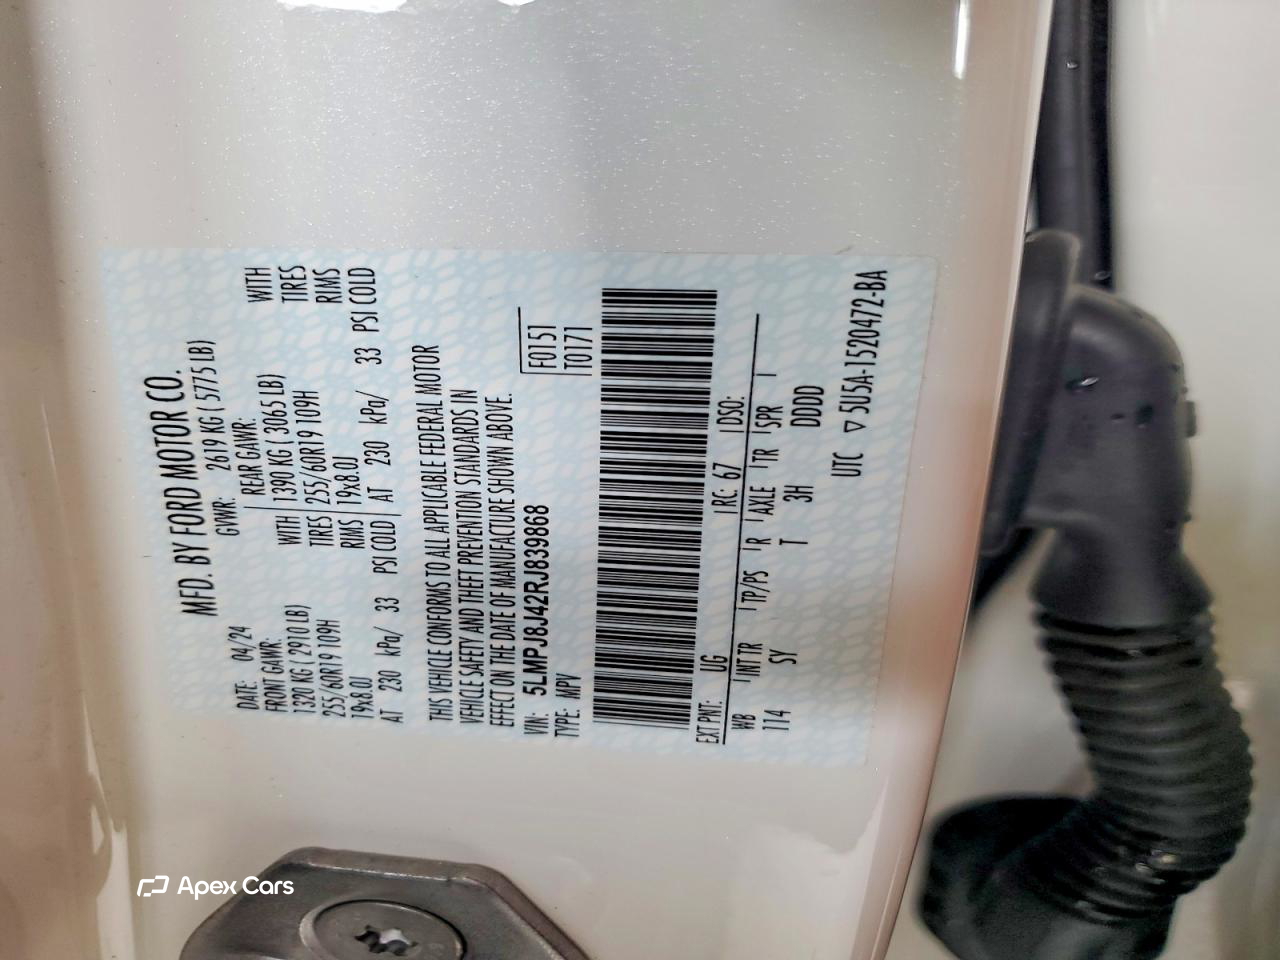 MFD. BY FORD MOTOR CO.
DATE: 04/24 GVWR: 2619 KG ( 5775 LB)
FRONT GAWR: REAR GAWR:
1320 KG ( 2910 LB) WITH 1390 KG ( 3065 LB) WITH
255/60R19 109H TIRES 255/60R19 109H TIRES
19x8.0J RIMS 19x8.0J RIMS
AT 230 kPa/ 33 PSI COLD AT 230 kPa/ 33 PSI COLD
THIS VEHICLE CONFORMS TO ALL APPLICABLE FEDERAL MOTOR
VEHICLE SAFETY AND THEFT PREVENTION STANDARDS IN
EFFECT ON THE DATE OF MANUFACTURE SHOWN ABOVE.
VIN: 5LMPJ8J42RJ839868 F0151
TYPE: MPV T0171
EXT PNT: UG RC: 67 DSO:
WB INT TR TP/PS R AXLE TR SPR
114 SY T 3H DDDD
UTC ▽ 5U5A-1520472-BA
Apex Cars